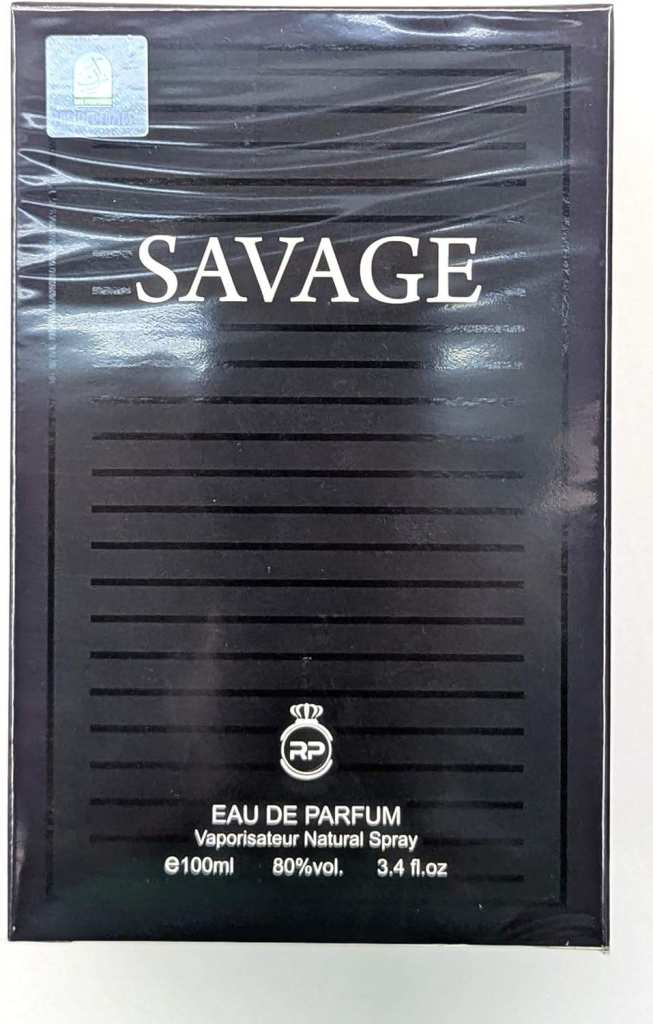 SAVAGE
RP
EAU DE PARFUM
Vaporisateur Natural Spray
℮100ml 80%vol. 3.4 fl.oz